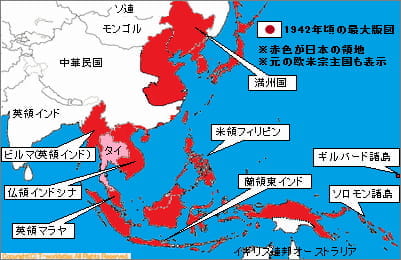 ソ連
モンゴル
1942年頃の最大版図
※赤色が日本の領地
※元の欧米宗主国も表示
中華民国
満州国
英領インド
米領フィリピン
ビルマ(英領インド)
タイ
ギルバード諸島
仏領インドシナ
蘭領東インド
ソロモン諸島
英領マラヤ
イギリス連邦オーストラリア